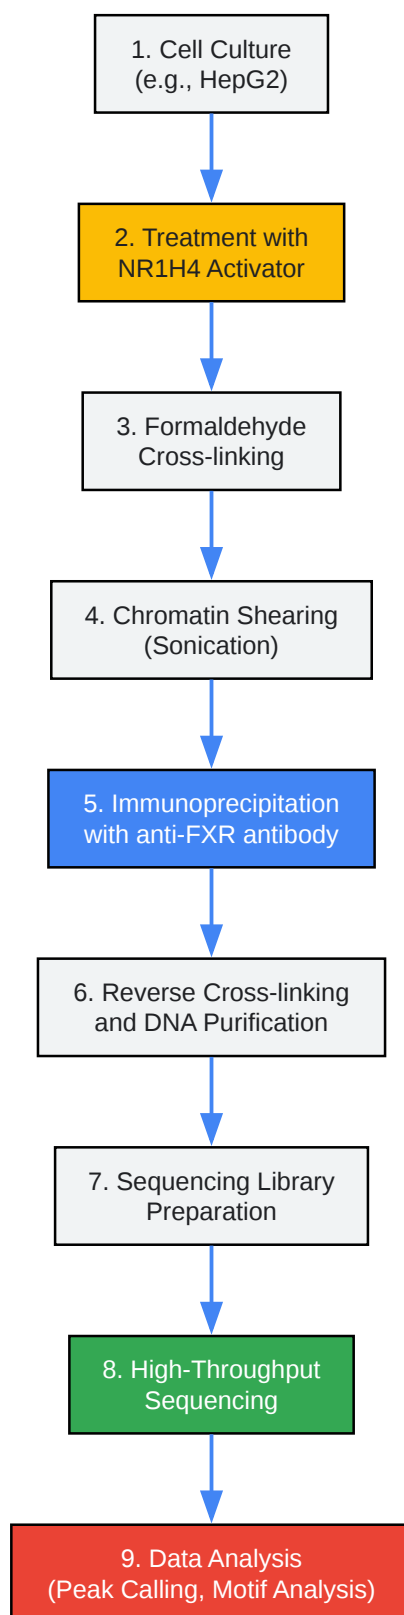 1. Cell Culture
(e.g., HepG2)
2. Treatment with
NR1H4 Activator
3. Formaldehyde
Cross-linking
4. Chromatin Shearing
(Sonication)
5. Immunoprecipitation
with anti-FXR antibody
6. Reverse Cross-linking
and DNA Purification
7. Sequencing Library
Preparation
8. High-Throughput
Sequencing
9. Data Analysis
(Peak Calling, Motif Analysis)